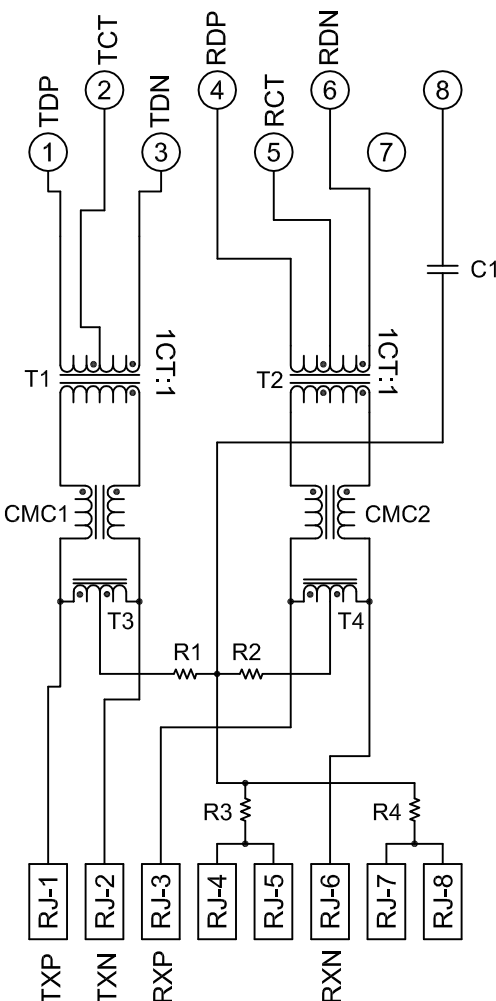 TDP
TCT
TDN
RDP
RCT
RDN
1
2
3
4
5
6
7
8
C1
T1
1CT:1
T2
1CT:1
CMC1
CMC2
T3
T4
R1
R2
R3
R4
RJ-1
RJ-2
RJ-3
RJ-4
RJ-5
RJ-6
RJ-7
RJ-8
TXP
TXN
RXP
RXN